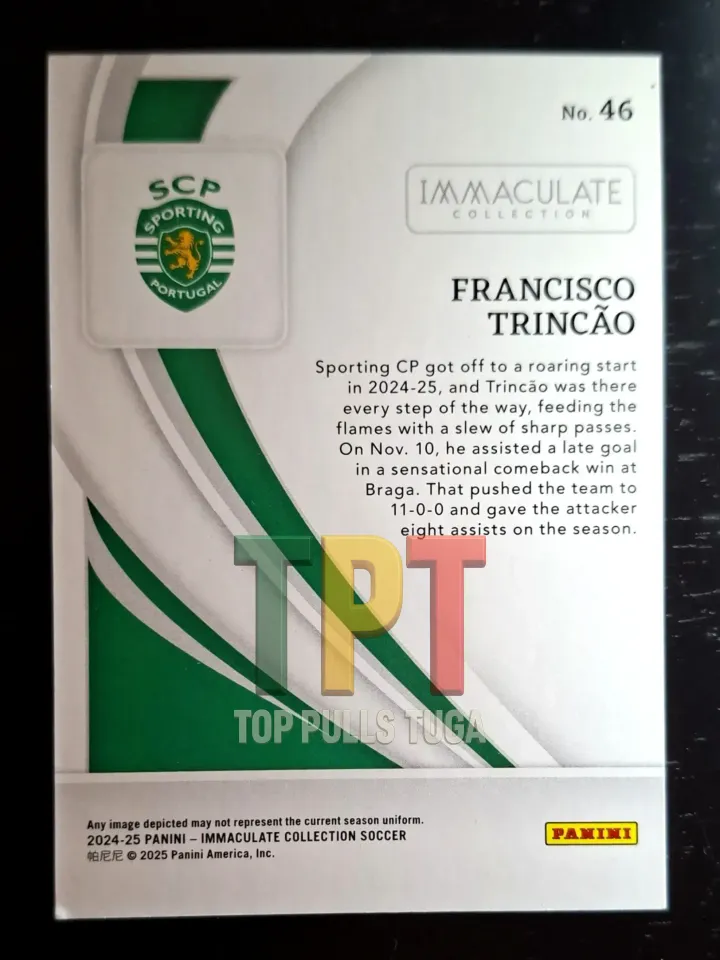 No. 46
SCP
SPORTING
PORTUGAL
IMMACULATE
COLLECTION
FRANCISCO
TRINCÃO
Sporting CP got off to a roaring start
in 2024-25, and Trincão was there
every step of the way, feeding the
flames with a slew of sharp passes.
On Nov. 10, he assisted a late goal
in a sensational comeback win at
Braga. That pushed the team to
11-0-0 and gave the attacker
eight assists on the season.
TPT
TOP PULLS TUGA
Any image depicted may not represent the current season uniform.
2024-25 PANINI – IMMACULATE COLLECTION SOCCER
帕尼尼 © 2025 Panini America, Inc.
PANINI